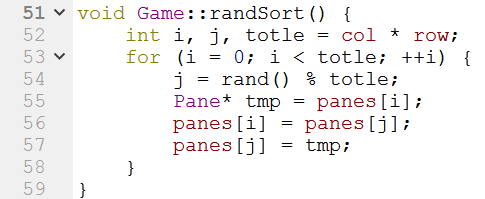 51 void Game::randSort() {
52     int i, j, totle = col * row;
53     for (i = 0; i < totle; ++i) {
54         j = rand() % totle;
55         Pane* tmp = panes[i];
56         panes[i] = panes[j];
57         panes[j] = tmp;
58     }
59 }